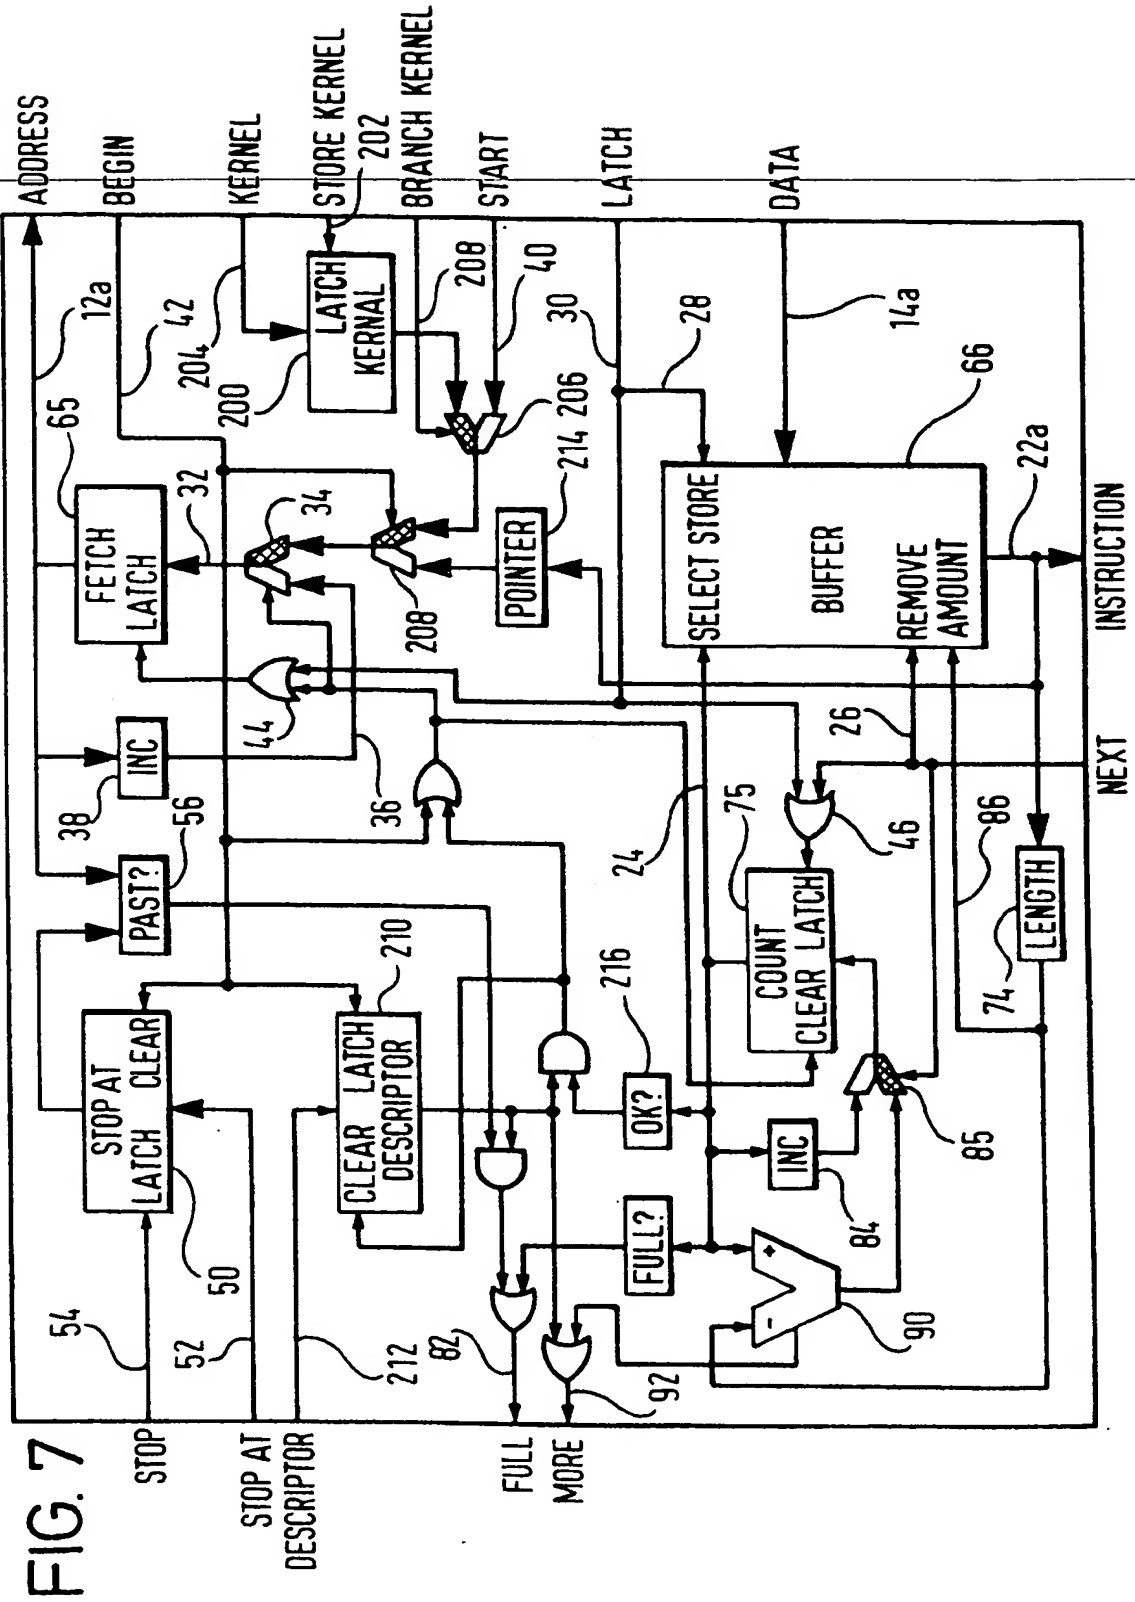 FIG. 7
STOP
STOP AT
DESCRIPTOR
FULL
MORE
54
52
212
82
92
50
STOP AT
LATCH CLEAR
CLEAR LATCH
DESCRIPTOR
210
PAST?
56
38
INC
36
44
FETCH
LATCH
65
32
34
208
POINTER
214
206
LATCH
KERNAL
200
204
202
208
40
42
12a
ADDRESS
BEGIN
KERNEL
STORE KERNEL
BRANCH KERNEL
START
LATCH
DATA
30
28
14a
66
SELECT STORE
BUFFER
REMOVE
AMOUNT
22a
INSTRUCTION
NEXT
26
46
24
75
COUNT
CLEAR LATCH
86
LENGTH
74
85
216
OK?
FULL?
INC
84
+
-
90